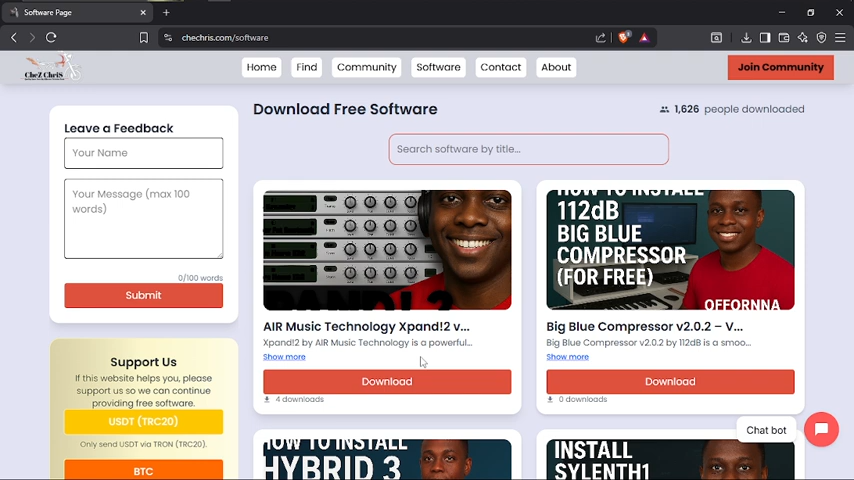 Software Page
chechris.com/software
CheZ ChriS
Home
Find
Community
Software
Contact
About
Join Community
Leave a Feedback
Your Name
Your Message (max 100
words)
0/100 words
Submit
Support Us
If this website helps you, please
support us so we can continue
providing free software.
USDT (TRC20)
Only send USDT via TRON (TRC20).
BTC
Download Free Software
1,626 people downloaded
Search software by title...
AIR Music Technology Xpand!2 v...
Xpand!2 by AIR Music Technology is a powerful...
Show more
Download
4 downloads
HOW TO INSTALL
112dB
BIG BLUE
COMPRESSOR
(FOR FREE)
OFFORNNA
Big Blue Compressor v2.0.2 – V...
Big Blue Compressor v2.0.2 by 112dB is a smoo...
Show more
Download
0 downloads
HOW TO INSTALL
HYBRID 3
INSTALL
SYLENTH1
Chat bot